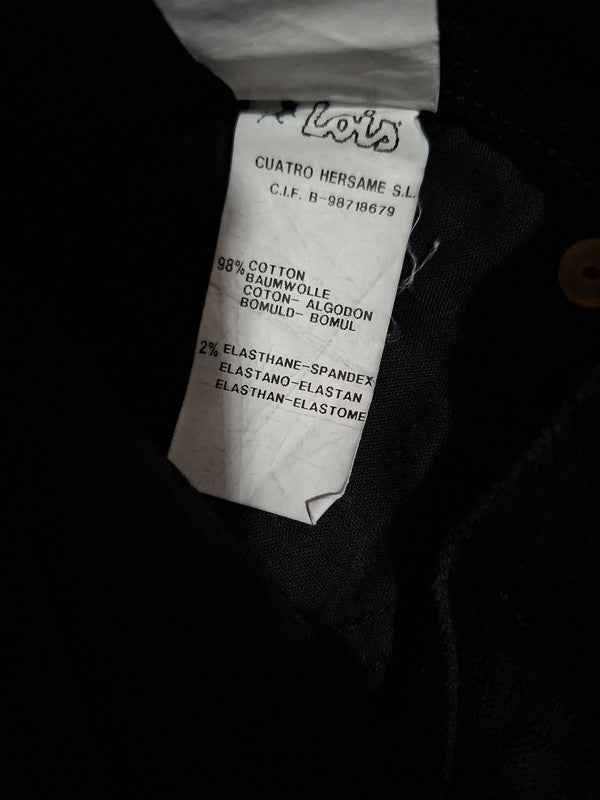 Lois
CUATRO HERSAME S.L.
C.I.F. B-98718679
98% COTTON
BAUMWOLLE
COTON- ALGODON
BOMULD- BOMUL
2% ELASTHANE-SPANDEX
ELASTANO-ELASTAN
ELASTHAN-ELASTOME